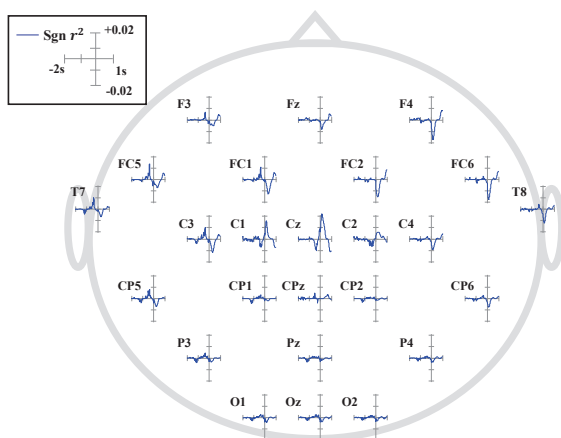 Sgn r²
+0.02
-2s
1s
-0.02
F3 Fz F4
FC5 FC1 FC2 FC6
T7 T8
C3 C1 Cz C2 C4
CP5 CP1 CPz CP2 CP6
P3 Pz P4
O1 Oz O2